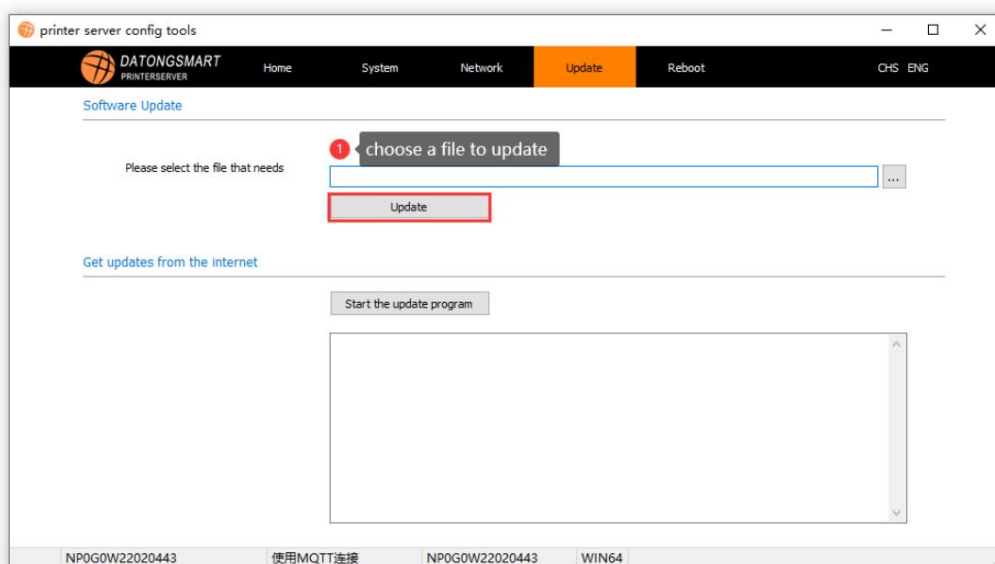 printer server config tools
DATONGSMART
PRINTERSERVER
Home System Network Update Reboot CHS ENG
Software Update
1 choose a file to update
Please select the file that needs
...
Update
Get updates from the internet
Start the update program
NP0G0W22020443 使用MQTT连接 NP0G0W22020443 WIN64